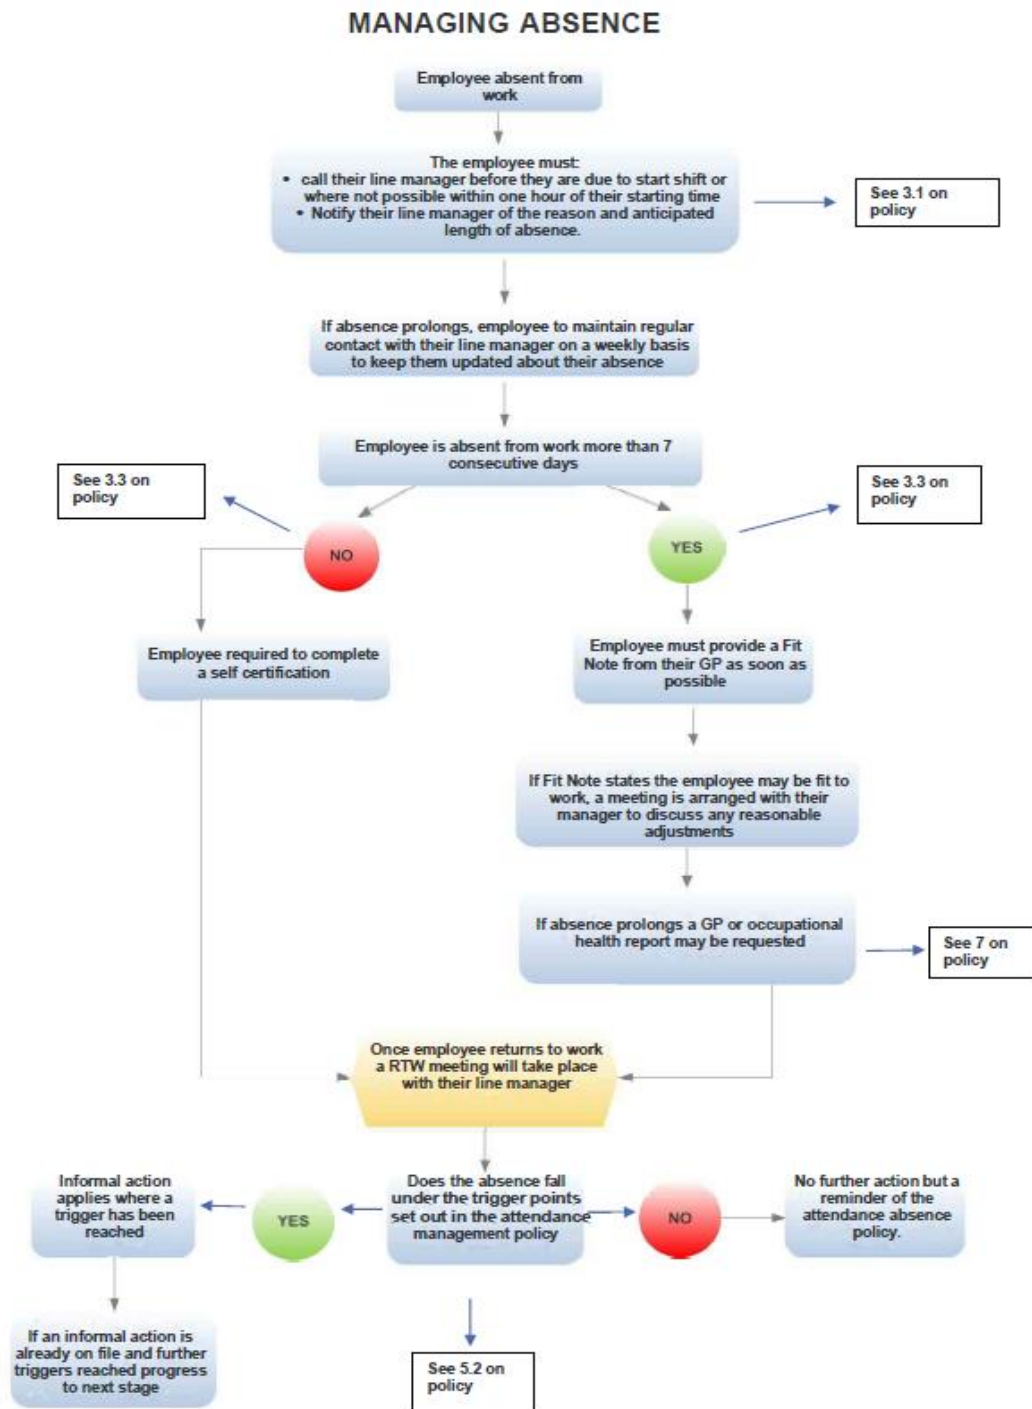 MANAGING ABSENCE
Employee absent from
work
The employee must:
• call their line manager before they are due to start shift or
where not possible within one hour of their starting time
• Notify their line manager of the reason and anticipated
length of absence.
See 3.1 on
policy
If absence prolongs, employee to maintain regular
contact with their line manager on a weekly basis
to keep them updated about their absence
Employee is absent from work more than 7
consecutive days
See 3.3 on
policy
See 3.3 on
policy
NO
YES
Employee required to complete
a self certification
Employee must provide a Fit
Note from their GP as soon as
possible
If Fit Note states the employee may be fit to
work, a meeting is arranged with their
manager to discuss any reasonable
adjustments
If absence prolongs a GP or occupational
health report may be requested
See 7 on
policy
Once employee returns to work
a RTW meeting will take place
with their line manager
Informal action
applies where a
trigger has been
reached
YES
Does the absence fall
under the trigger points
set out in the attendance
management policy
NO
No further action but a
reminder of the
attendance absence
policy.
If an informal action is
already on file and further
triggers reached progress
to next stage
See 5.2 on
policy